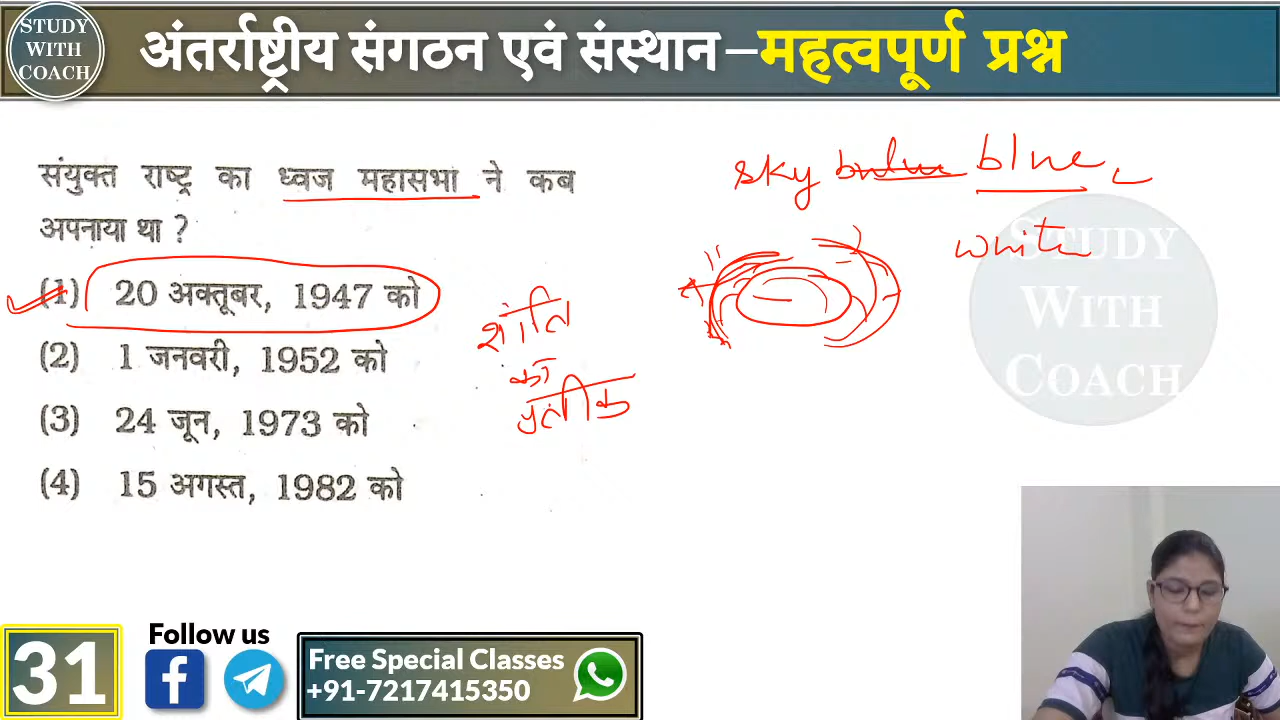 STUDY
WITH
COACH
अंतर्राष्ट्रीय संगठन एवं संस्थान–महत्वपूर्ण प्रश्न
संयुक्त राष्ट्र का ध्वज महासभा ने कब
अपनाया था ?
(1) 20 अक्तूबर, 1947 को
(2) 1 जनवरी, 1952 को
(3) 24 जून, 1973 को
(4) 15 अगस्त, 1982 को
sky blue
white
शांति
का
प्रतीक
STUDY
WITH
COACH
31
Follow us
Free Special Classes
+91-7217415350